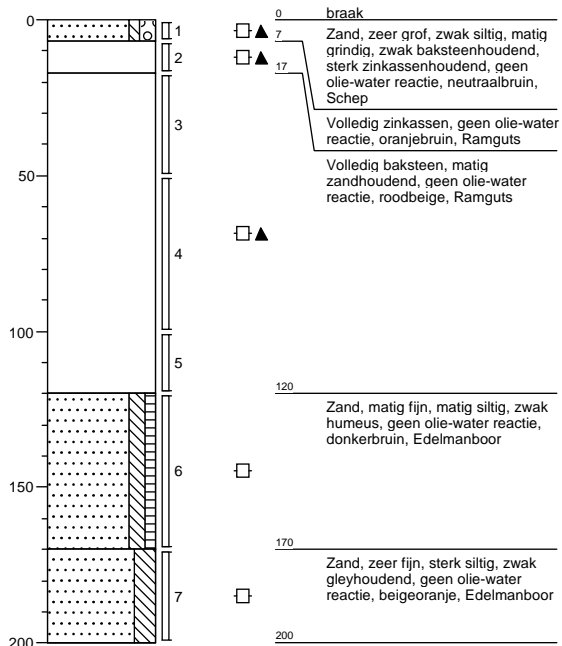 0
50
100
150
200
1
2
3
4
5
6
7
0 braak
7 Zand, zeer grof, zwak siltig, matig
grindig, zwak baksteenhoudend,
17 sterk zinkassenhoudend, geen
olie-water reactie, neutraalbruin,
Schep
Volledig zinkassen, geen olie-water
reactie, oranjebruin, Ramguts
Volledig baksteen, matig
zandhoudend, geen olie-water
reactie, roodbeige, Ramguts
120
Zand, matig fijn, matig siltig, zwak
humeus, geen olie-water reactie,
donkerbruin, Edelmanboor
170
Zand, zeer fijn, sterk siltig, zwak
gleyhoudend, geen olie-water
reactie, beigeoranje, Edelmanboor
200